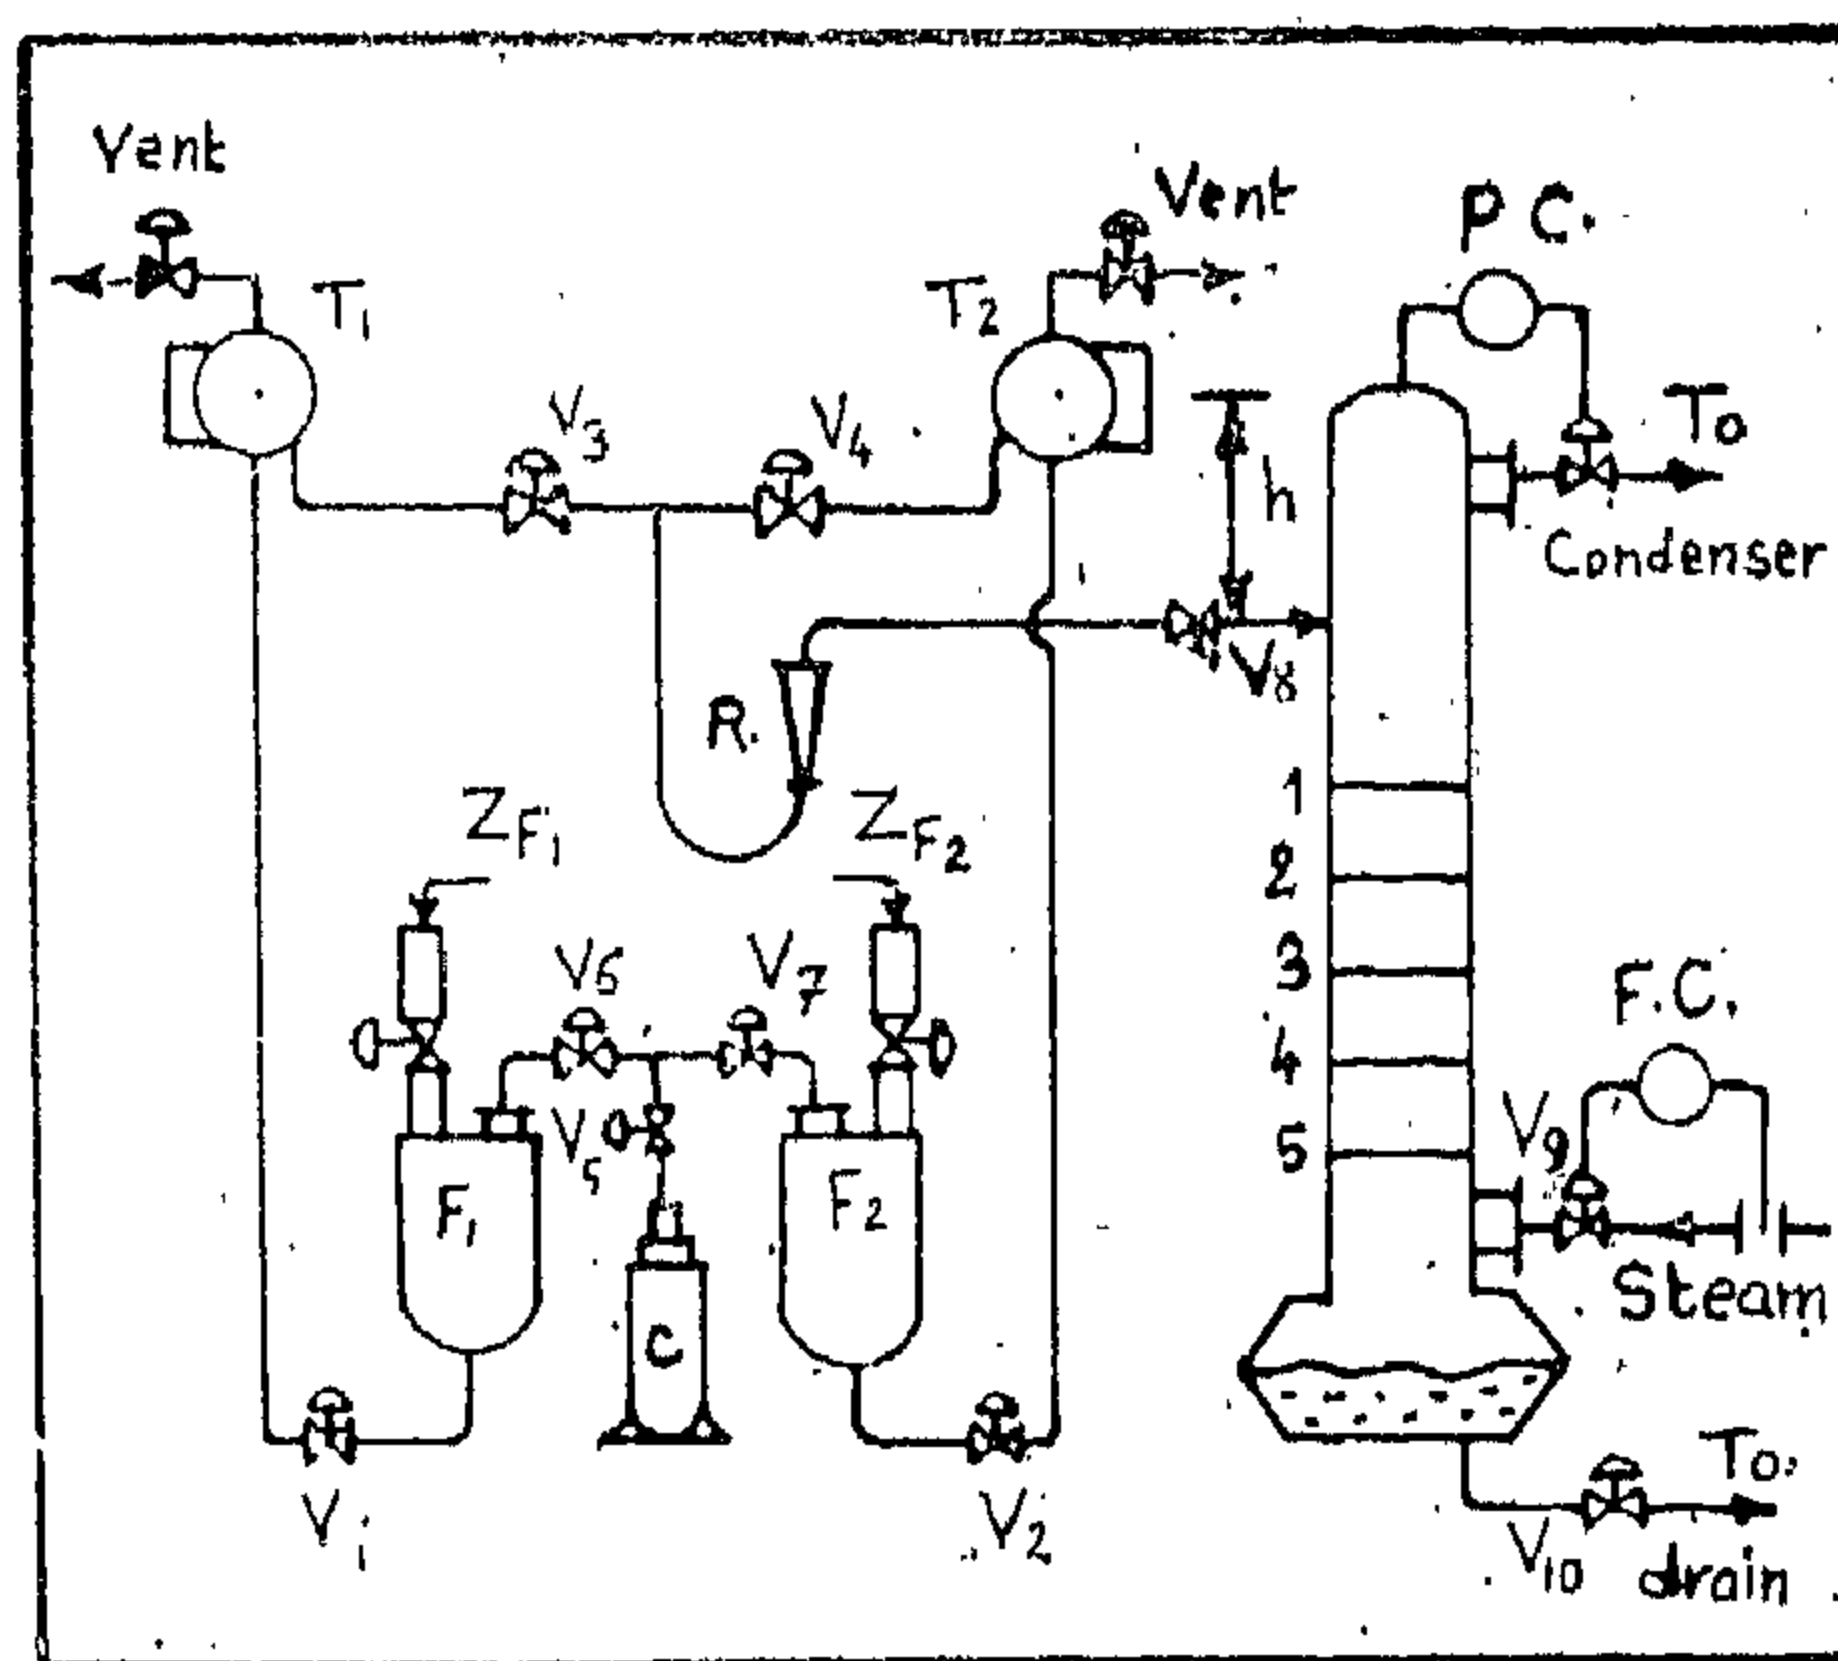 Vent
Vent
P C.
T1
T2
V3
V4
h
To
Condenser
V8
R.
ZF1
ZF2
1
2
3
4
5
V6
V7
F.C.
V5
V9
F1
F2
C
Steam
V1
V2
V10
To.
drain